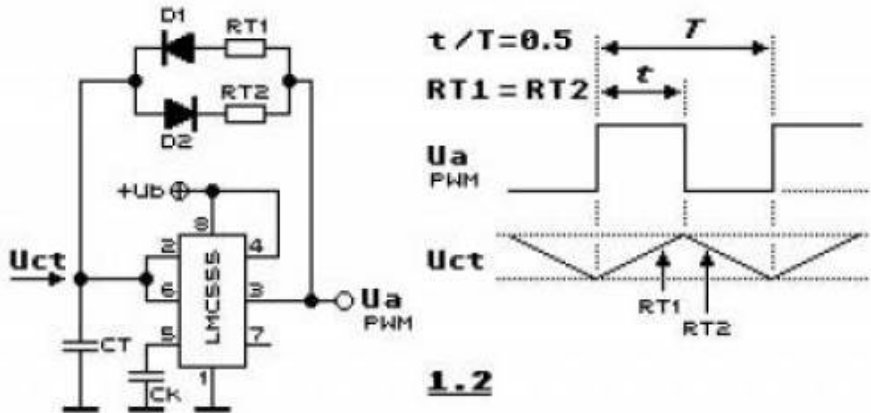 D1
RT1
RT2
D2
+Ub
8
2
4
Uct
LMC555
6
3
Ua
PWM
5
7
CT
1
Ck
t/T=0.5
T
RT1=RT2
t
Ua
PWM
Uct
RT1
RT2
1.2